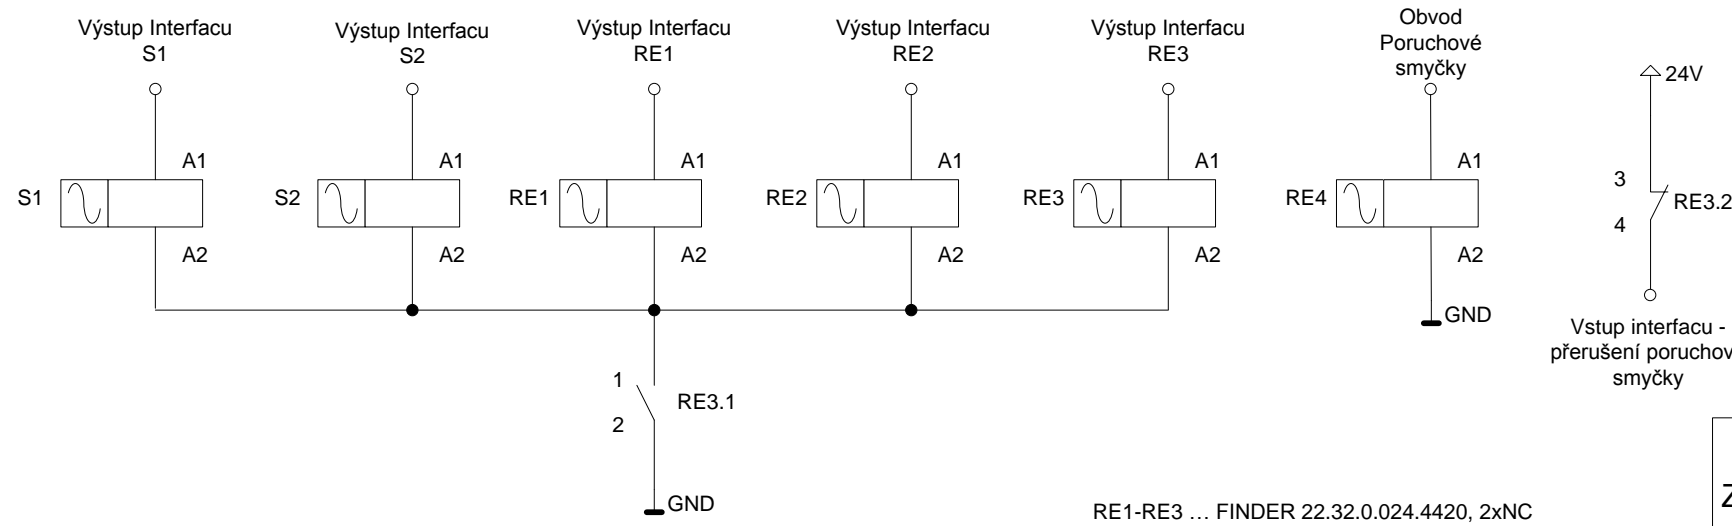 Výstup Interfacu
S1
Výstup Interfacu
S2
Výstup Interfacu
RE1
Výstup Interfacu
RE2
Výstup Interfacu
RE3
Obvod
Poruchové
smyčky
24V
A1
A1
A1
A1
A1
A1
S1
S2
RE1
RE2
RE3
RE4
A2
A2
A2
A2
A2
A2
3
RE3.2
4
GND
Vstup interfacu -
přerušení poruchov
smyčky
1
RE3.1
2
GND
RE1-RE3 ... FINDER 22.32.0.024.4420, 2xNC
Z